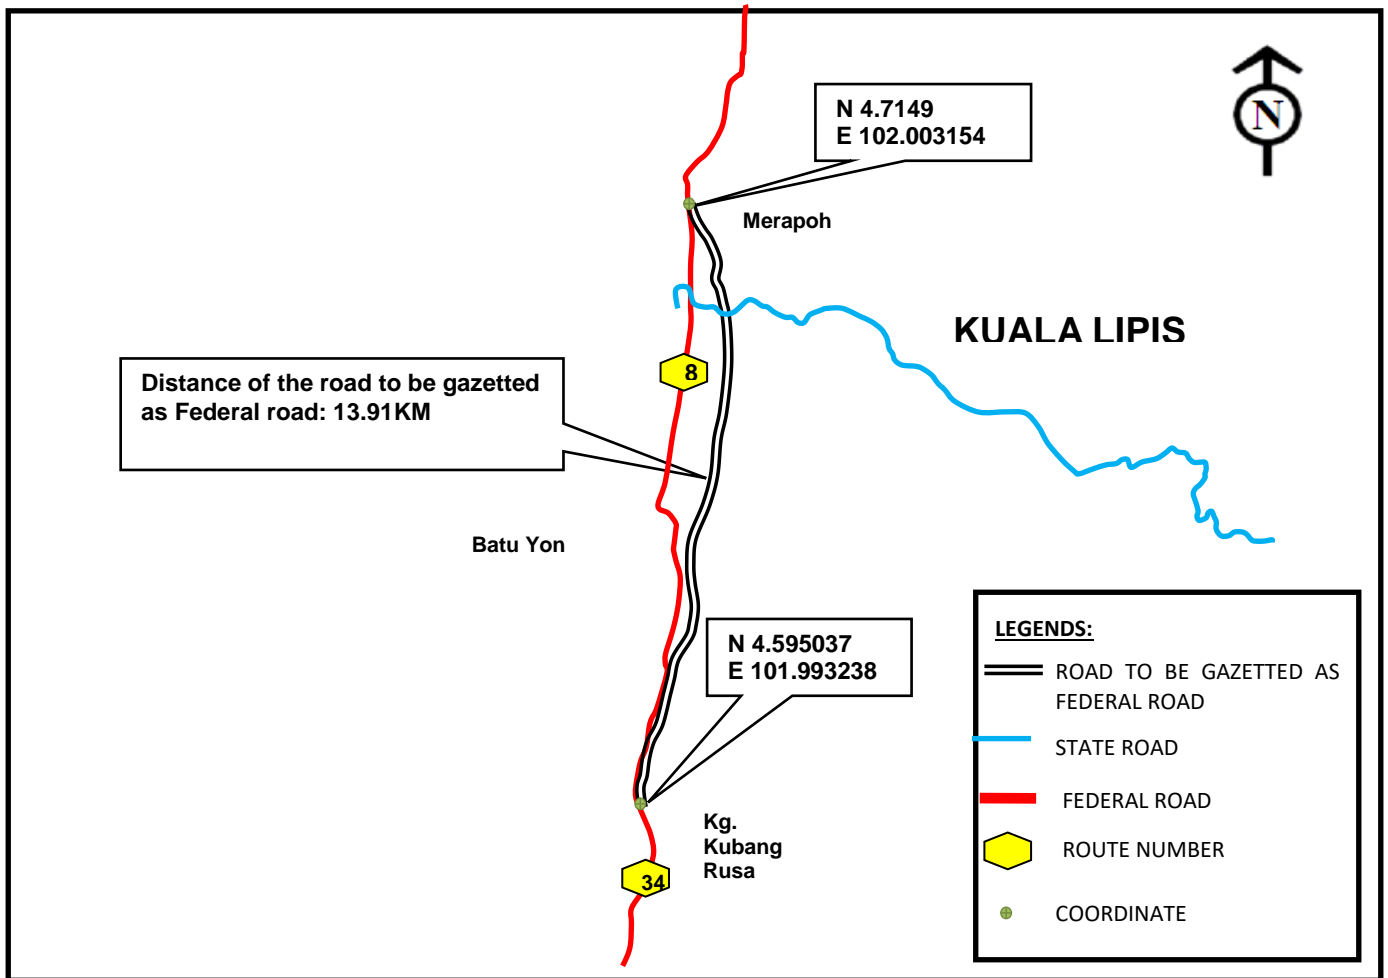 N 4.7149
E 102.003154
N
Merapoh
KUALA LIPIS
8
Distance of the road to be gazetted
as Federal road: 13.91KM
Batu Yon
N 4.595037
E 101.993238
Kg.
Kubang
Rusa
34
LEGENDS:
ROAD TO BE GAZETTED AS
FEDERAL ROAD
STATE ROAD
FEDERAL ROAD
ROUTE NUMBER
COORDINATE